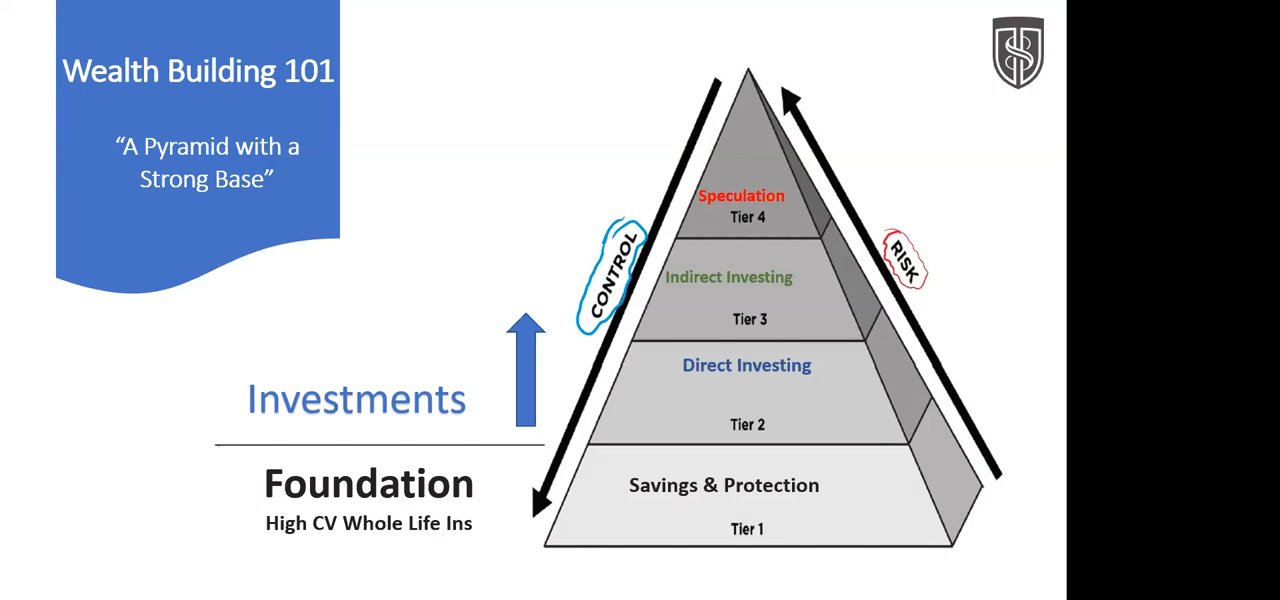 Wealth Building 101
“A Pyramid with a
Strong Base”
Speculation
Tier 4
CONTROL
RISK
Indirect Investing
Tier 3
Direct Investing
Investments
Tier 2
Foundation
Savings & Protection
High CV Whole Life Ins
Tier 1